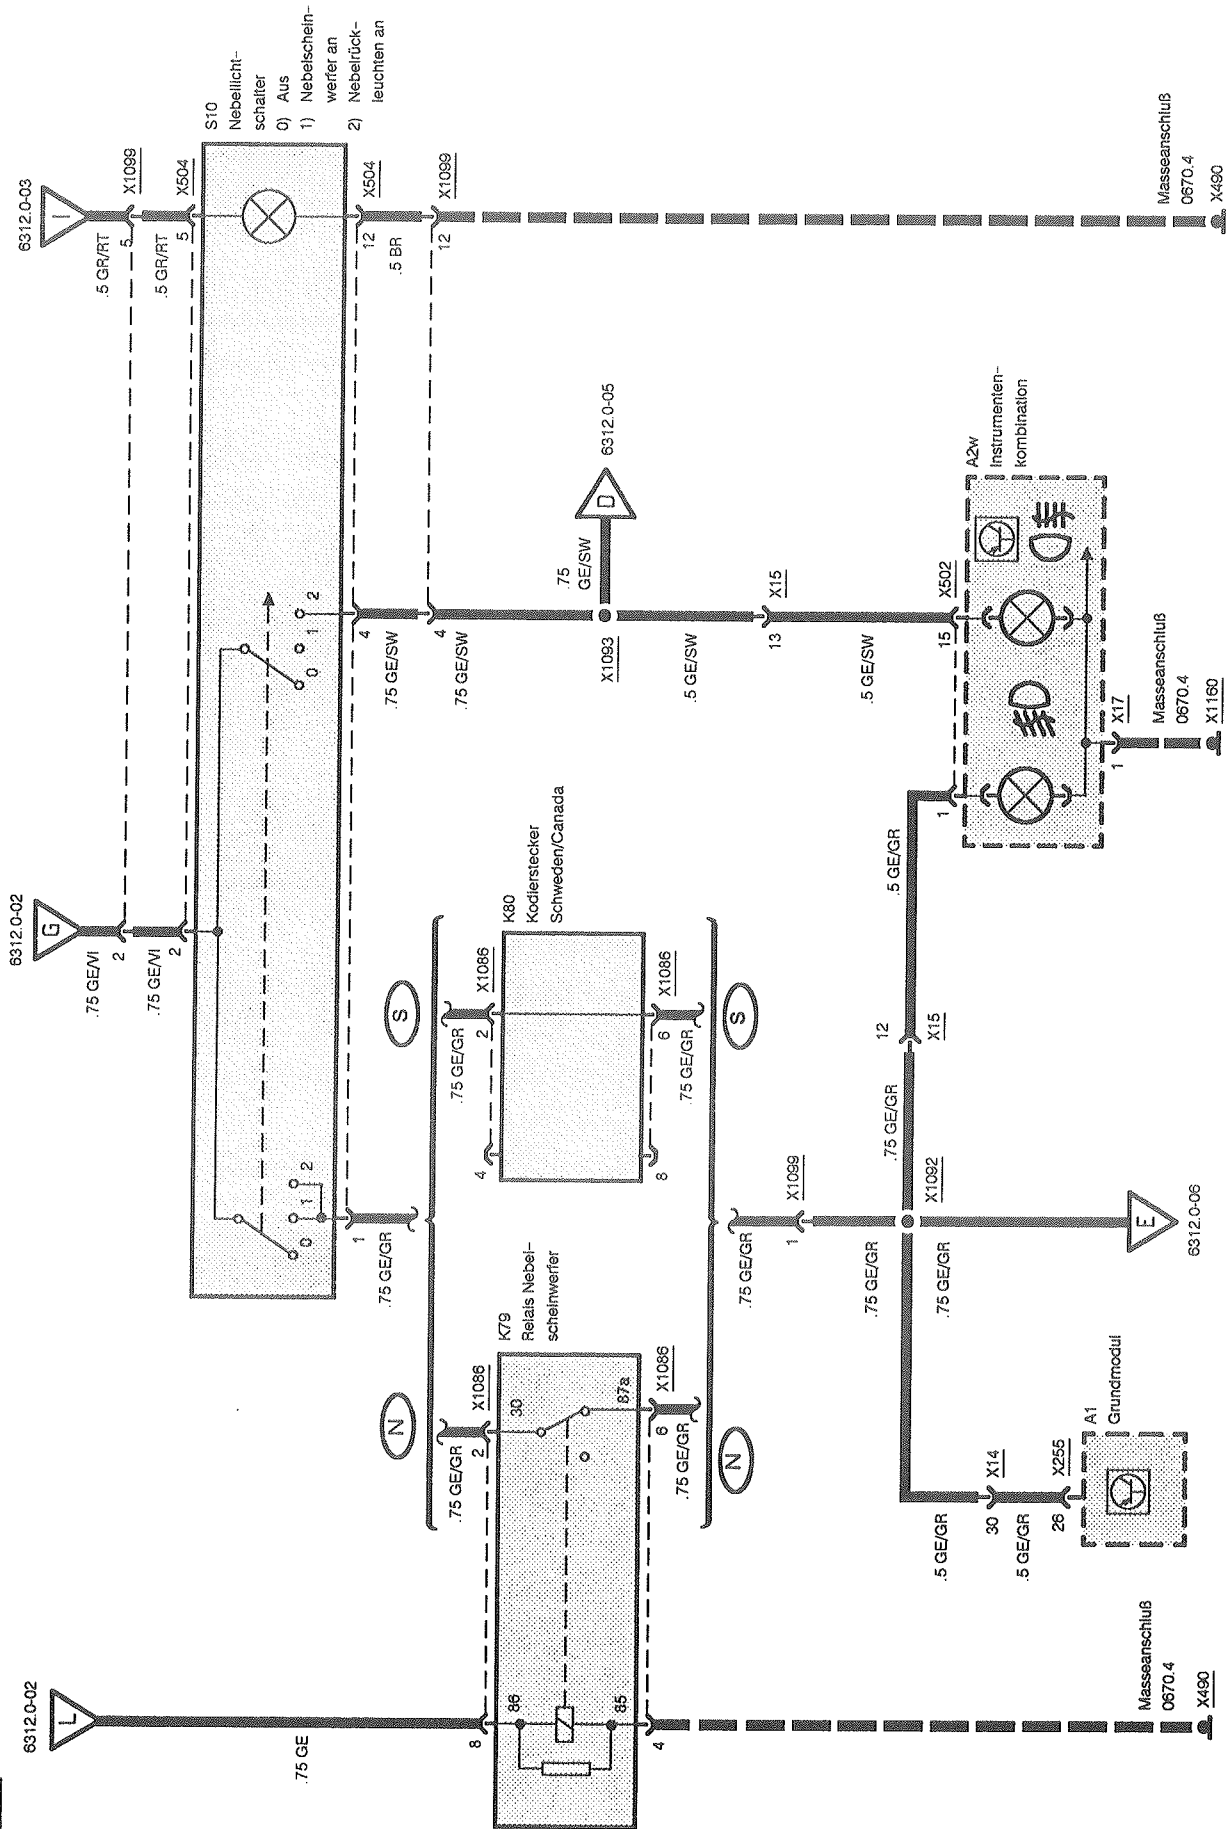 6312.0-02
L
.75 GE
8
86
85
4
Masseanschluß
0670.4
X490
6312.0-02
G
.75 GE/VI
2
.75 GE/VI
2
6312.0-03
I
.5 GR/RT
5
X1099
.5 GR/RT
5
X504
S10
Nebellicht-
schalter
0) Aus
1) Nebelschein-
werfer an
2) Nebelrück-
leuchten an
0
1
2
0
1
2
1
.75 GE/GR
4
.75 GE/SW
4
.75 GE/SW
12
X504
.5 BR
12
X1099
N
S
.75 GE/GR
2
X1086
30
87a
K79
Relais Nebel-
scheinwerfer
6
X1086
.75 GE/GR
.75 GE/GR
2
X1086
4
8
K80
Kodierstecker
Schweden/Canada
6
X1086
.75 GE/GR
N
S
.75 GE/SW
D
6312.0-05
X1093
.5 GE/SW
13
X15
.5 GE/SW
15
X502
.75 GE/GR
1
X1099
.75 GE/GR
X1092
.75 GE/GR
.75 GE/GR
12
X15
.5 GE/GR
1
A2w
Instrumenten-
kombination
1
X17
Masseanschluß
0670.4
X1160
.5 GE/GR
30
X14
.5 GE/GR
26
X255
A1
Grundmodul
E
6312.0-06
Masseanschluß
0670.4
X490